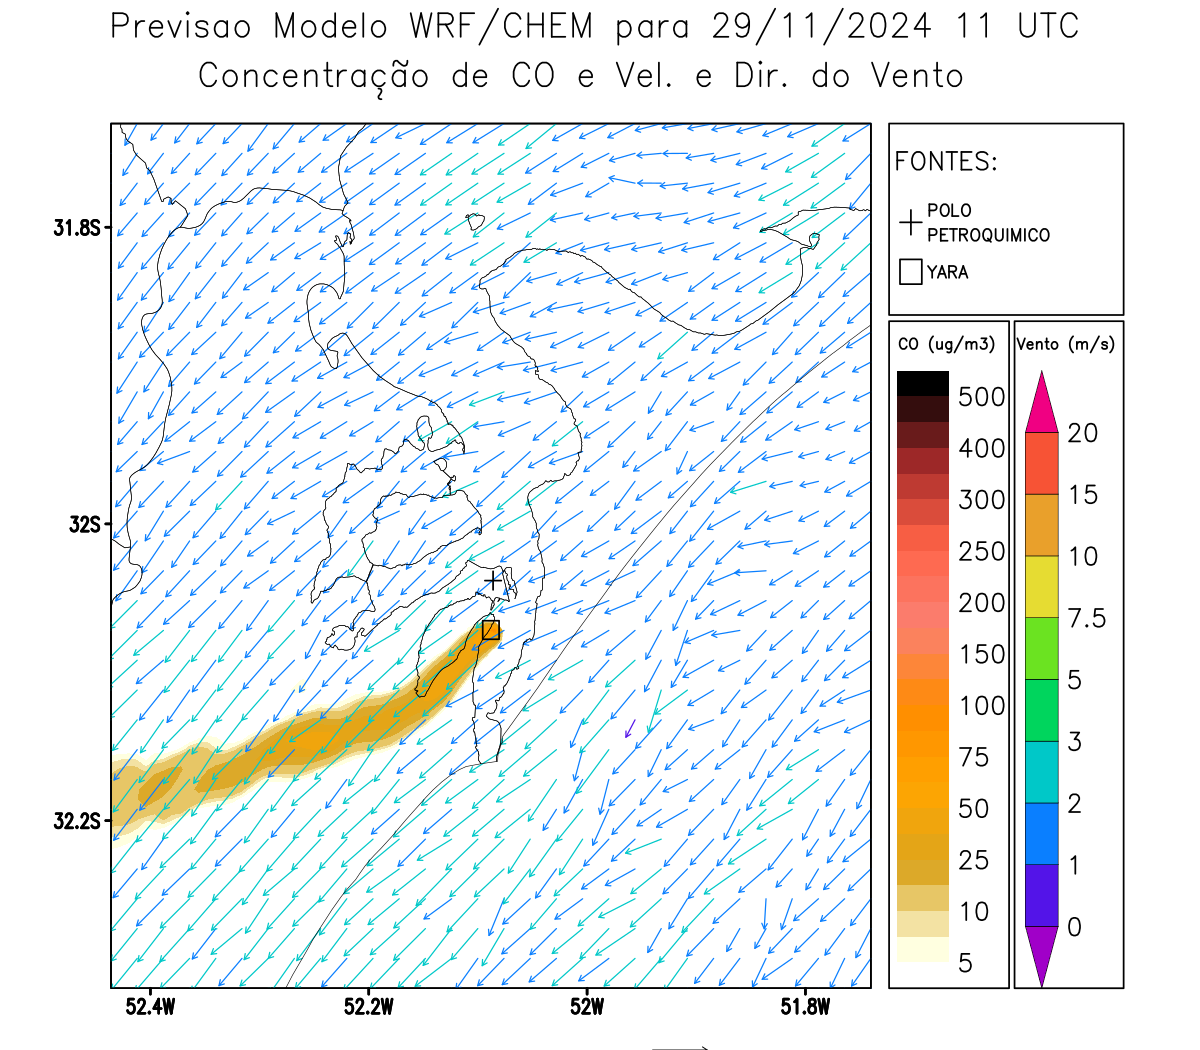 Previsao Modelo WRF/CHEM para 29/11/2024 11 UTC
Concentração de CO e Vel. e Dir. do Vento
FONTES:
POLO
PETROQUIMICO
YARA
CO (ug/m3)
500
400
300
250
200
150
100
75
50
25
10
5
Vento (m/s)
20
15
10
7.5
5
3
2
1
0
31.8S
32S
32.2S
52.4W
52.2W
52W
51.8W